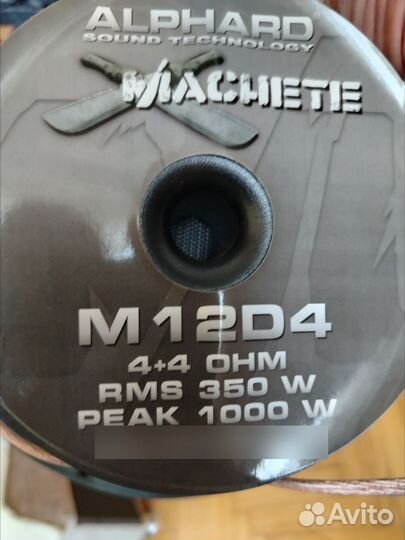 ALPHARD®
SOUND TECHNOLOGY
MACHETE
M12D4
4+4 OHM
RMS 350 W
PEAK 1000 W
Avito